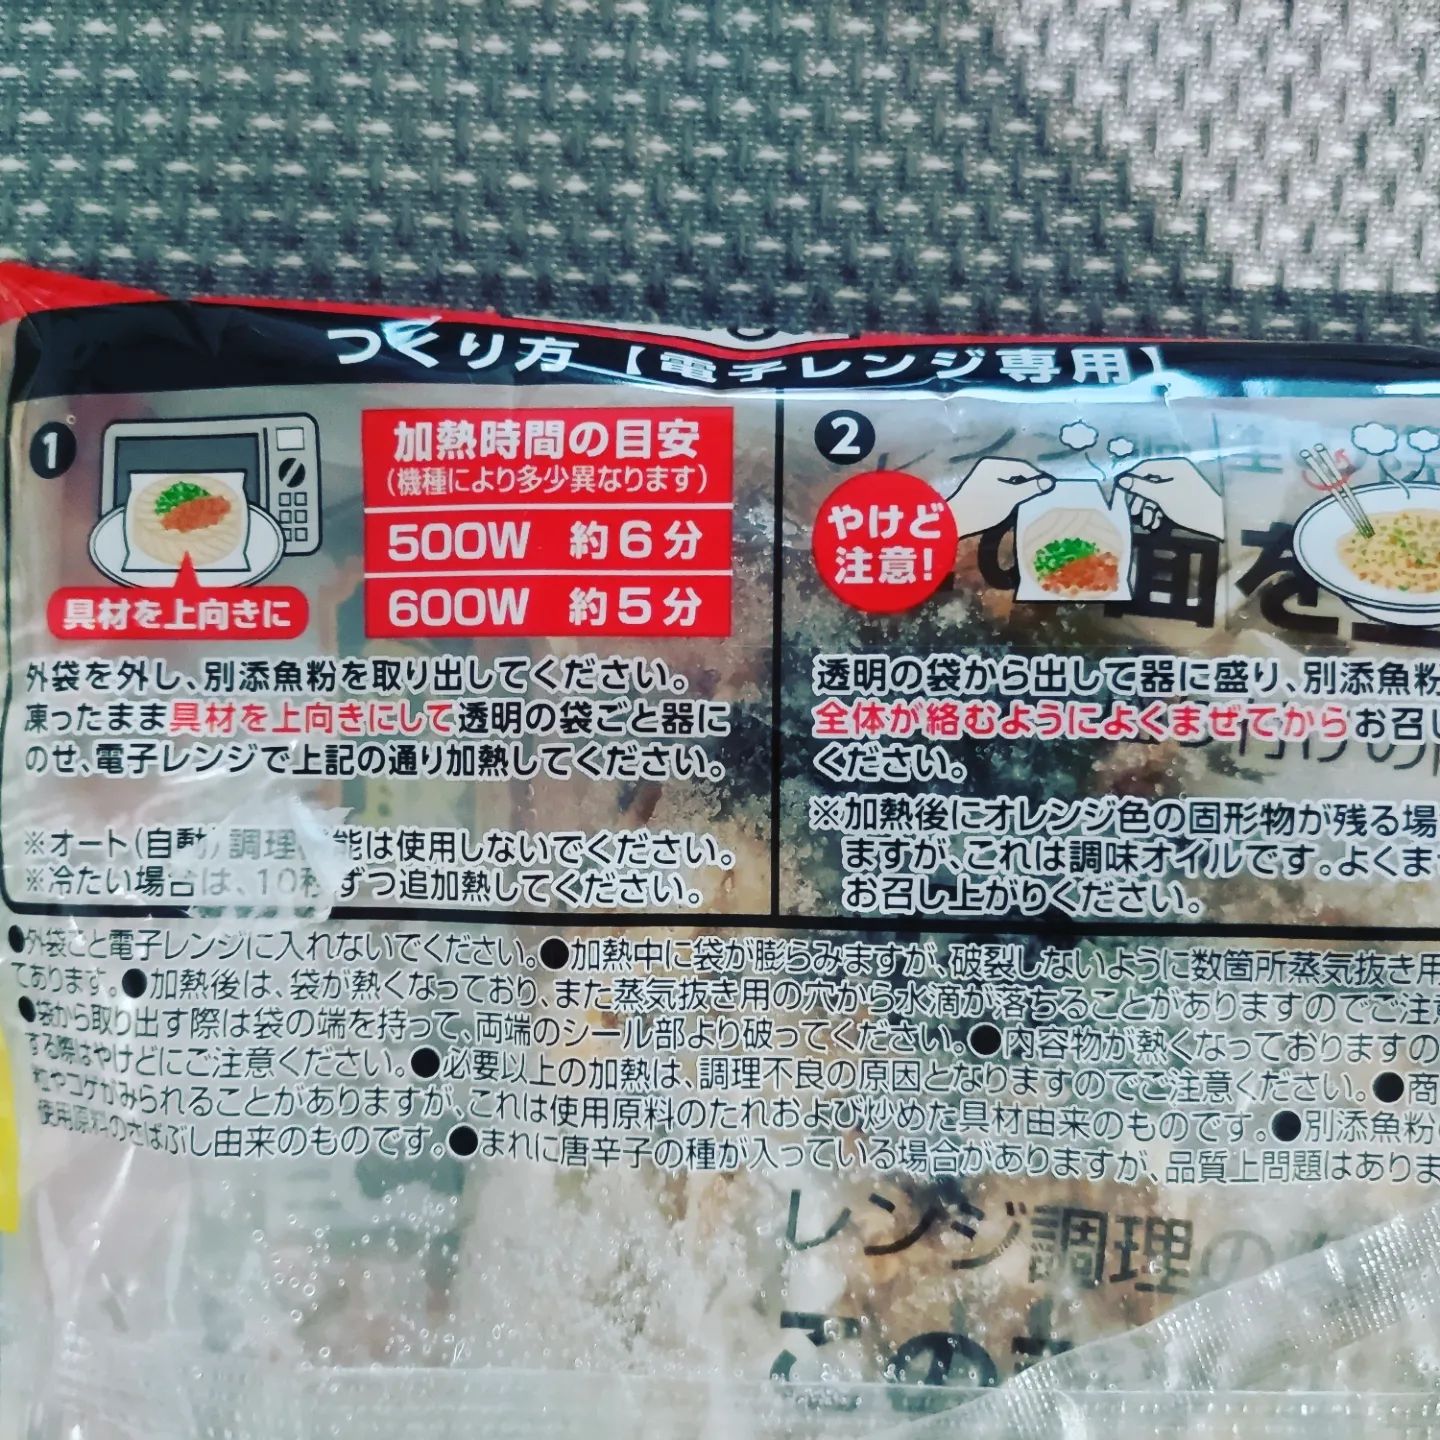 つくり方【電子レンジ専用】
1
加熱時間の目安
(機種により多少異なります)
500W 約6分
600W 約5分
具材を上向きに
外袋を外し、別添魚粉を取り出してください。
凍ったまま具材を上向きにして透明の袋ごと器に
のせ、電子レンジで上記の通り加熱してください。
※オート(自動)調理機能は使用しないでください。
※冷たい場合は、10秒ずつ追加熱してください。
2
やけど
注意!
透明の袋から出して器に盛り、別添魚粉
全体が絡むようによくまぜてからお召し
ください。
※加熱後にオレンジ色の固形物が残る場
ますが、これは調味オイルです。よくま
お召し上がりください。
●外袋ごと電子レンジに入れないでください。●加熱中に袋が膨らみますが、破裂しないように数箇所蒸気抜き用
てあります。●加熱後は、袋が熱くなっており、また蒸気抜き用の穴から水滴が落ちることがありますのでご注
●袋から取り出す際は袋の端を持って、両端のシール部より破ってください。●内容物が熱くなっておりますの
する際はやけどにご注意ください。●必要以上の加熱は、調理不良の原因となりますのでご注意ください。●商
粒やコゲがみられることがありますが、これは使用原料のたれおよび炒めた具材由来のものです。●別添魚粉
使用原料のさばぶし由来のものです。●まれに唐辛子の種が入っている場合がありますが、品質上問題はありま
レンジ調理の
この
面を上